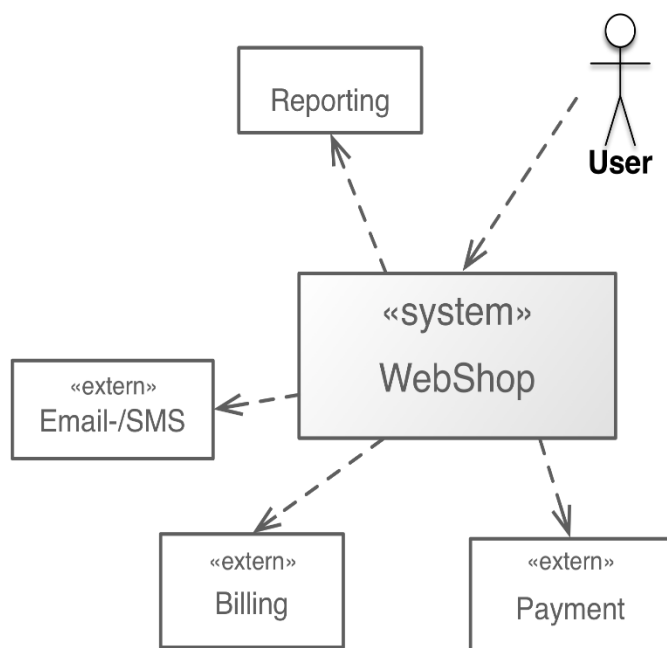 Reporting
User
«system»
WebShop
«extern»
Email-/SMS
«extern»
Billing
«extern»
Payment